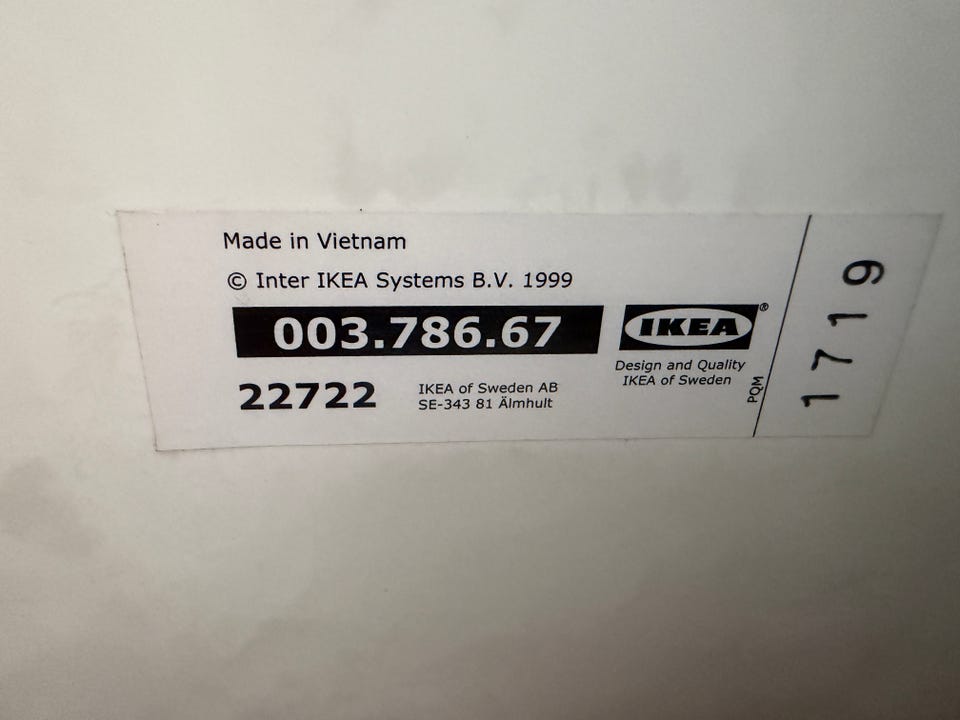 Made in Vietnam
© Inter IKEA Systems B.V. 1999
003.786.67
22722
IKEA of Sweden AB
SE-343 81 Älmhult
IKEA®
Design and Quality
IKEA of Sweden
PQM
1719